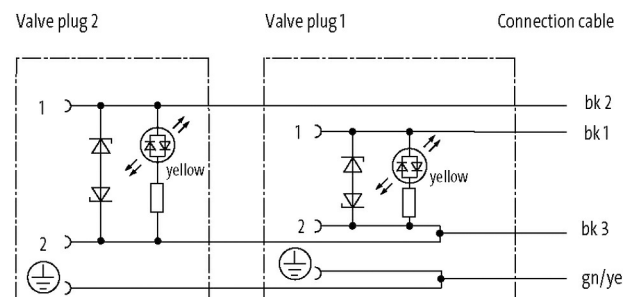 Valve plug 2 Valve plug 1 Connection cable
1 bk 2
1 bk 1
yellow yellow
2 2 bk 3
gn/ye